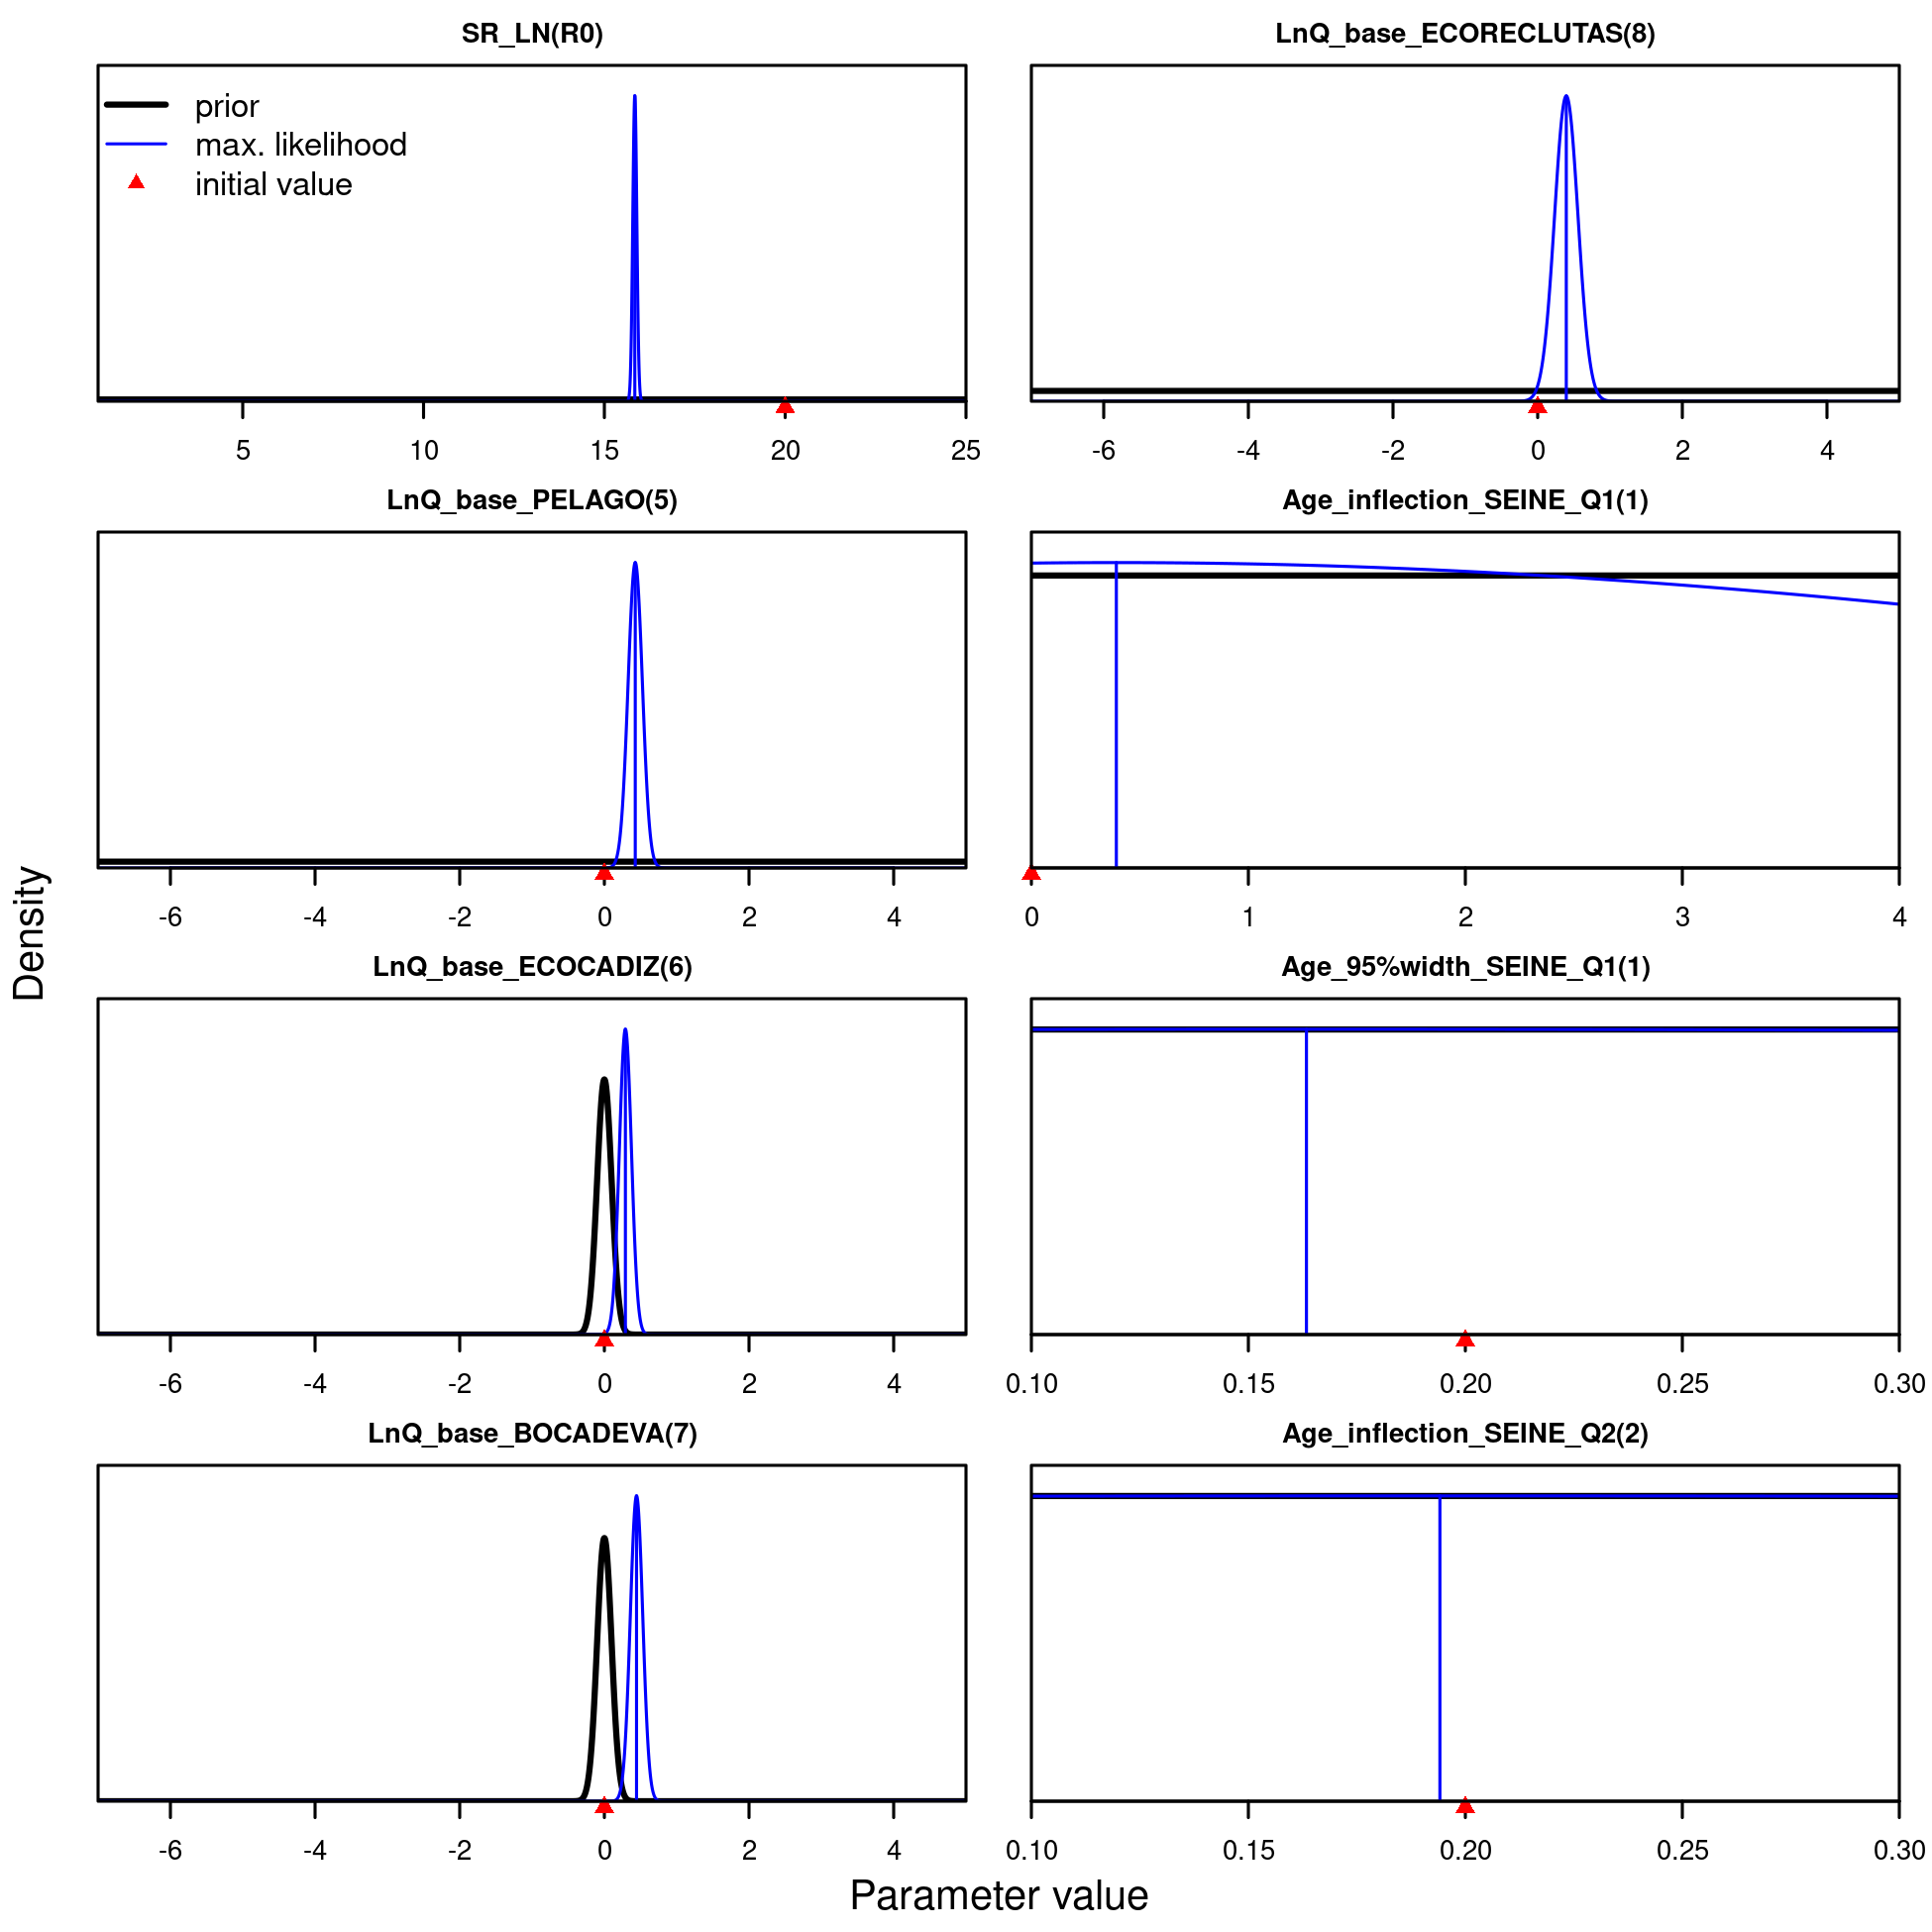 SR_LN(R0)
prior
max. likelihood
initial value
5 10 15 20 25
LnQ_base_ECORECLUTAS(8)
-6 -4 -2 0 2 4
LnQ_base_PELAGO(5)
-6 -4 -2 0 2 4
Age_inflection_SEINE_Q1(1)
0 1 2 3 4
LnQ_base_ECOCADIZ(6)
-6 -4 -2 0 2 4
Age_95%width_SEINE_Q1(1)
0.10 0.15 0.20 0.25 0.30
LnQ_base_BOCADEVA(7)
-6 -4 -2 0 2 4
Age_inflection_SEINE_Q2(2)
0.10 0.15 0.20 0.25 0.30
Density
Parameter value